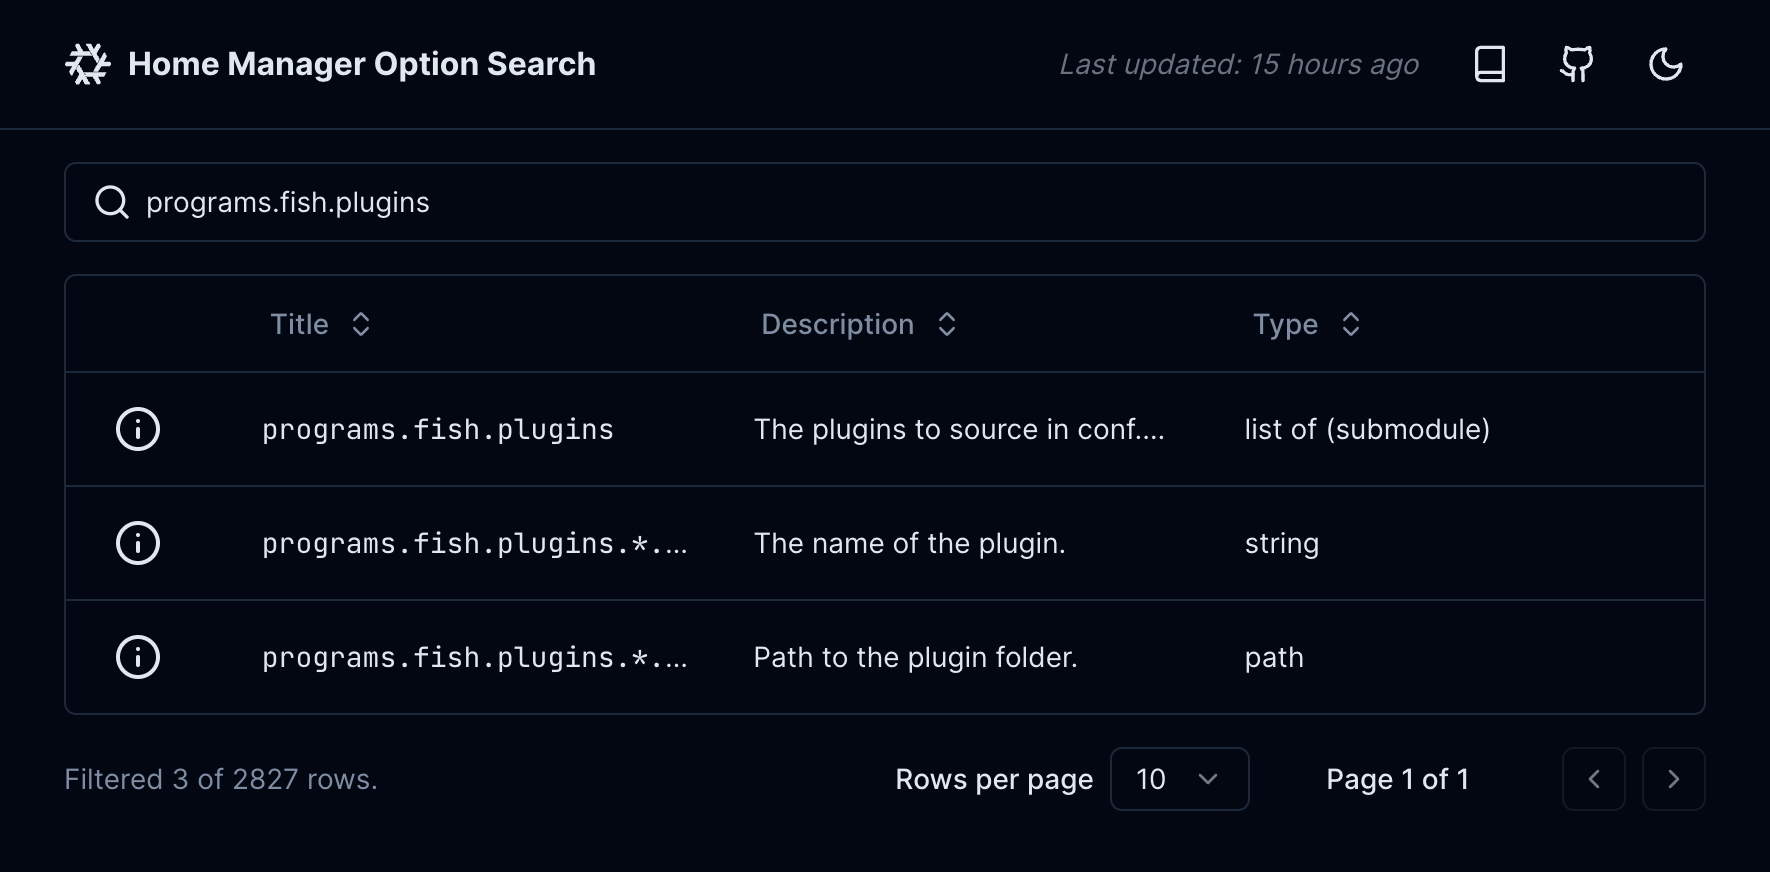 Home Manager Option Search
Last updated: 15 hours ago
programs.fish.plugins
Title Description Type
programs.fish.plugins The plugins to source in conf.... list of (submodule)
programs.fish.plugins.*.... The name of the plugin. string
programs.fish.plugins.*.... Path to the plugin folder. path
Filtered 3 of 2827 rows. Rows per page 10 Page 1 of 1